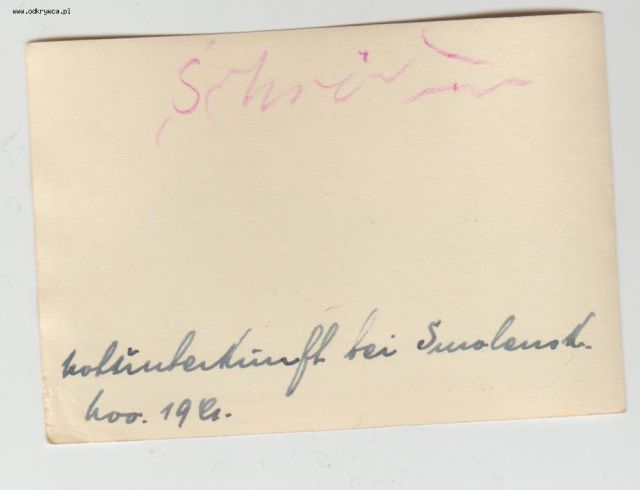 www.odkrywca.pl
Notunterkunft bei Smolensk.
Nov. 1941.